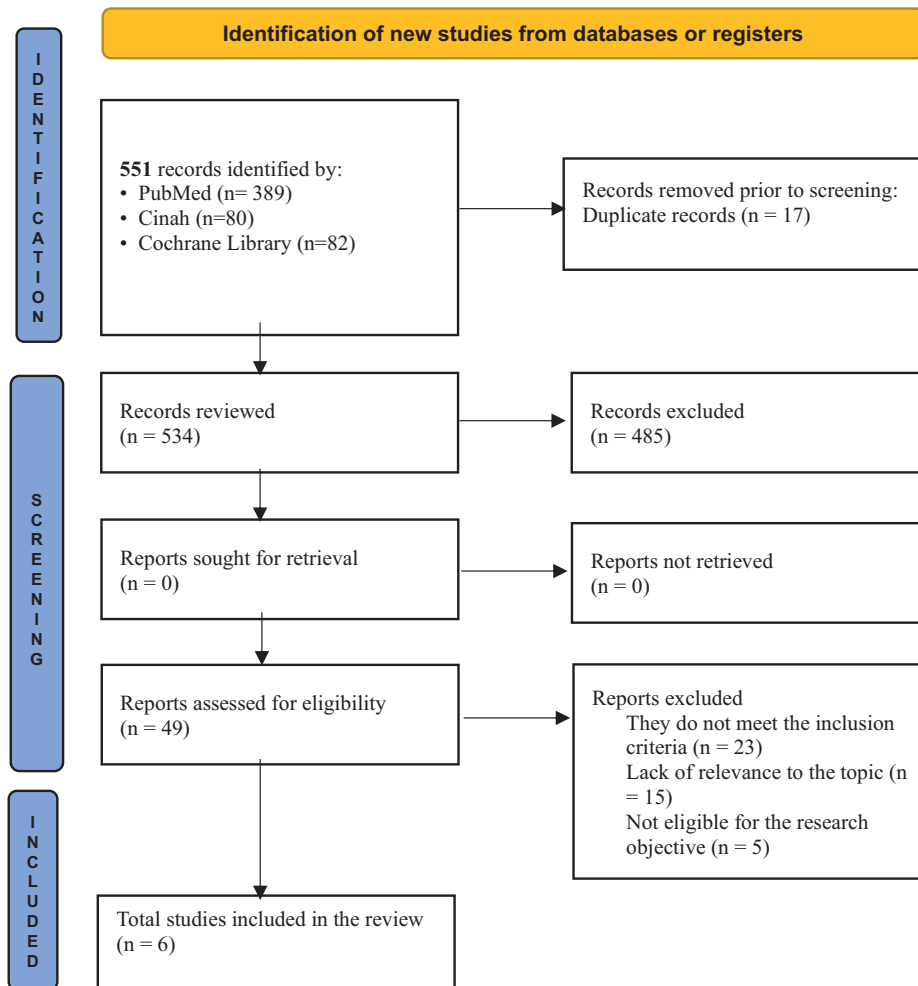 Identification of new studies from databases or registers
IDENTIFICATION
551 records identified by:
• PubMed (n= 389)
• Cinah (n=80)
• Cochrane Library (n=82)
Records removed prior to screening:
Duplicate records (n = 17)
SCREENING
Records reviewed
(n = 534)
Records excluded
(n = 485)
Reports sought for retrieval
(n = 0)
Reports not retrieved
(n = 0)
Reports assessed for eligibility
(n = 49)
Reports excluded
They do not meet the inclusion
criteria (n = 23)
Lack of relevance to the topic (n
= 15)
Not eligible for the research
objective (n = 5)
INCLUDED
Total studies included in the review
(n = 6)